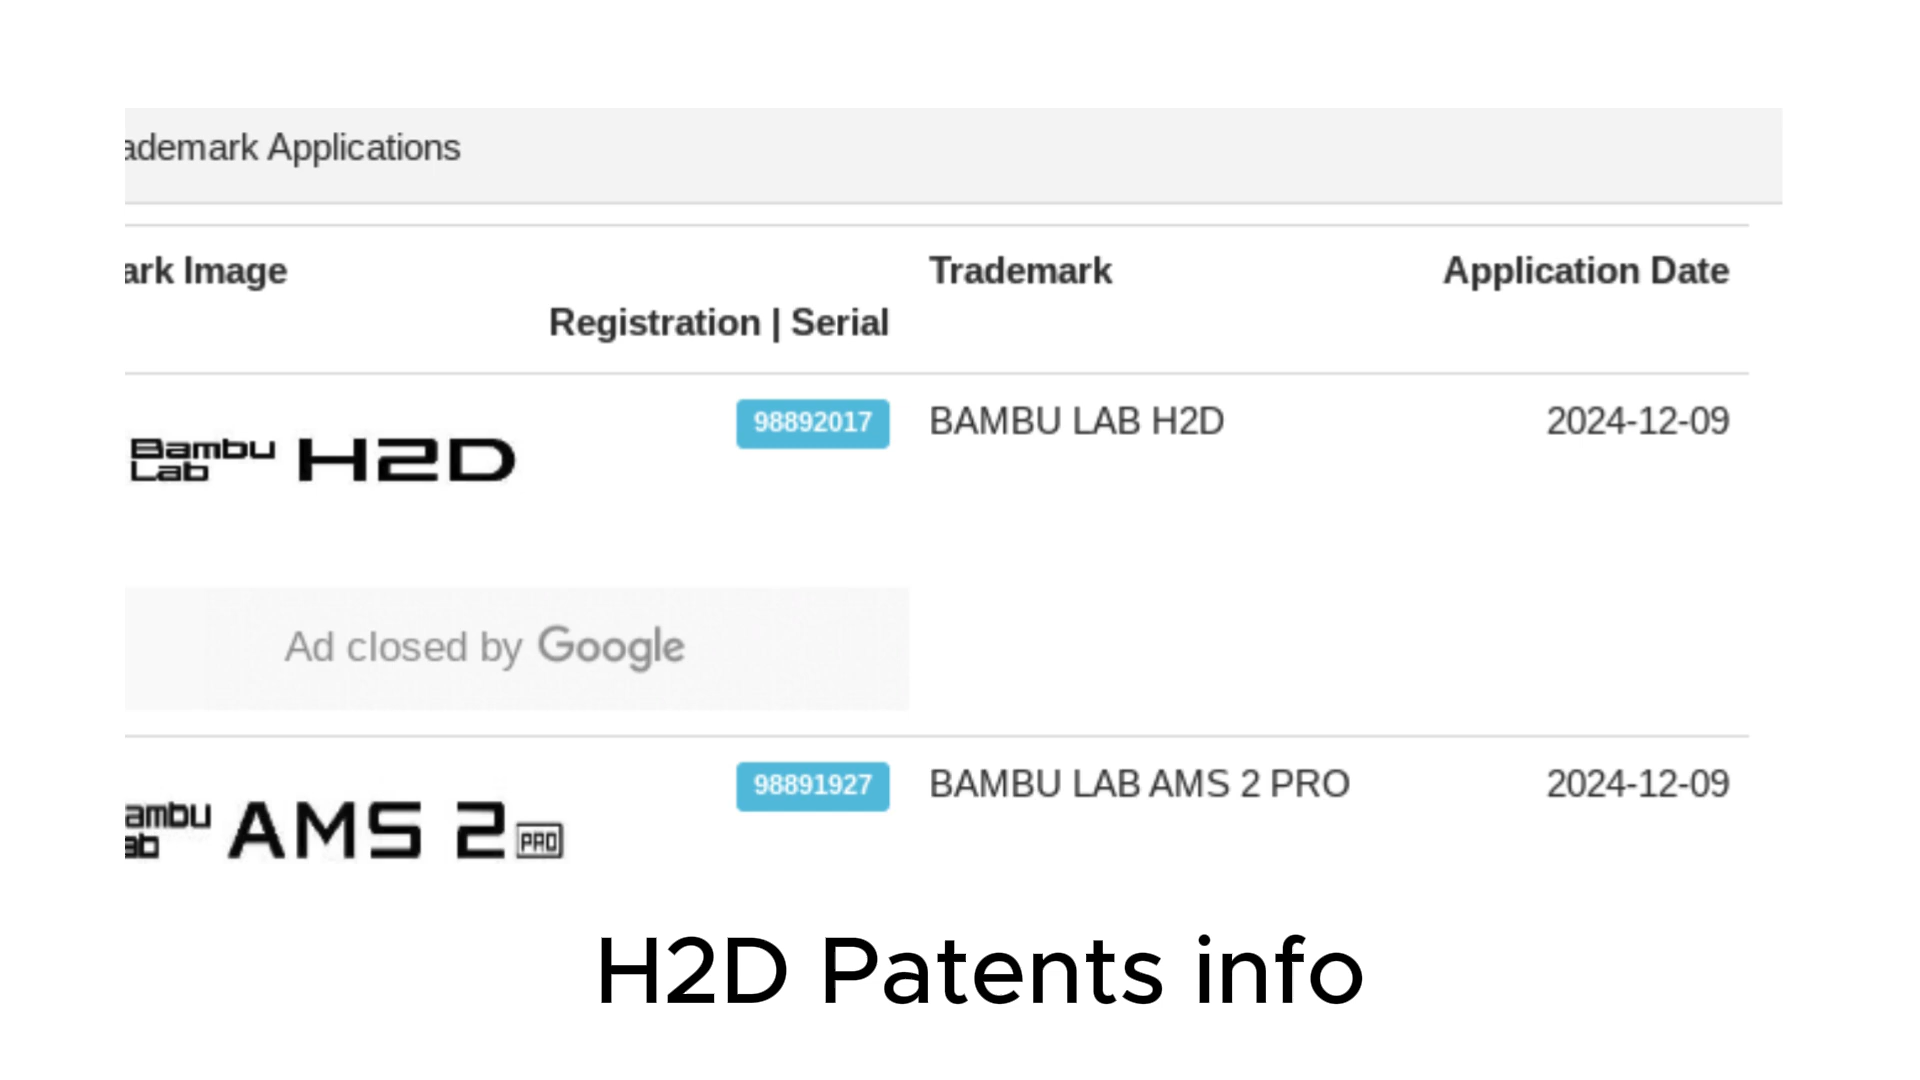 ademark Applications
ark Image
Trademark
Application Date
Registration | Serial
98892017
BAMBU LAB H2D
2024-12-09
Bambu
Lab
H2D
Ad closed by Google
98891927
BAMBU LAB AMS 2 PRO
2024-12-09
ambu
ab
AMS 2 PRO
H2D Patents info